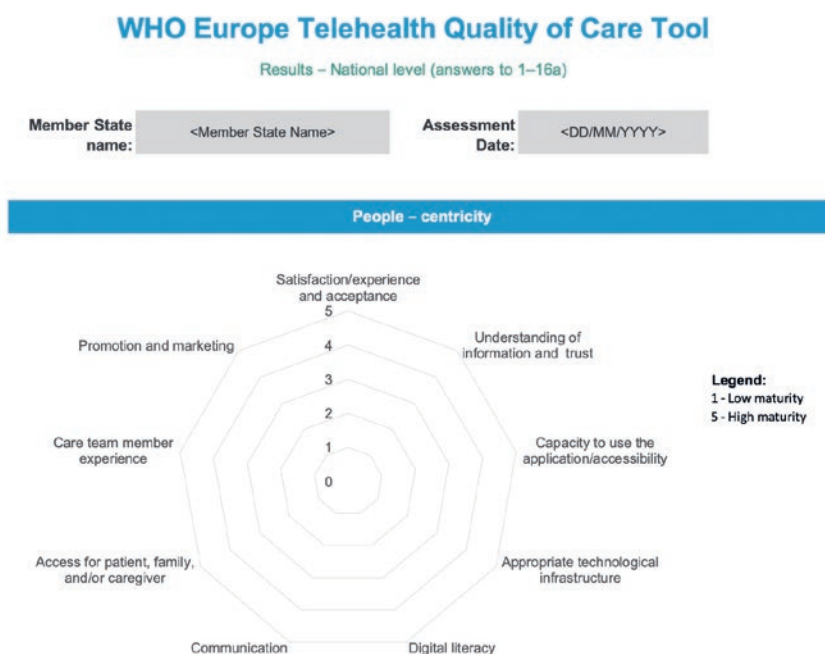 WHO Europe Telehealth Quality of Care Tool
Results – National level (answers to 1–16a)
Member State
name:
<Member State Name>
Assessment
Date:
<DD/MM/YYYY>
People – centricity
Satisfaction/experience
and acceptance
5
4
3
2
1
0
Understanding of
information and trust
Capacity to use the
application/accessibility
Appropriate technological
infrastructure
Digital literacy
Communication
Access for patient, family,
and/or caregiver
Care team member
experience
Promotion and marketing
Legend:
1 - Low maturity
5 - High maturity